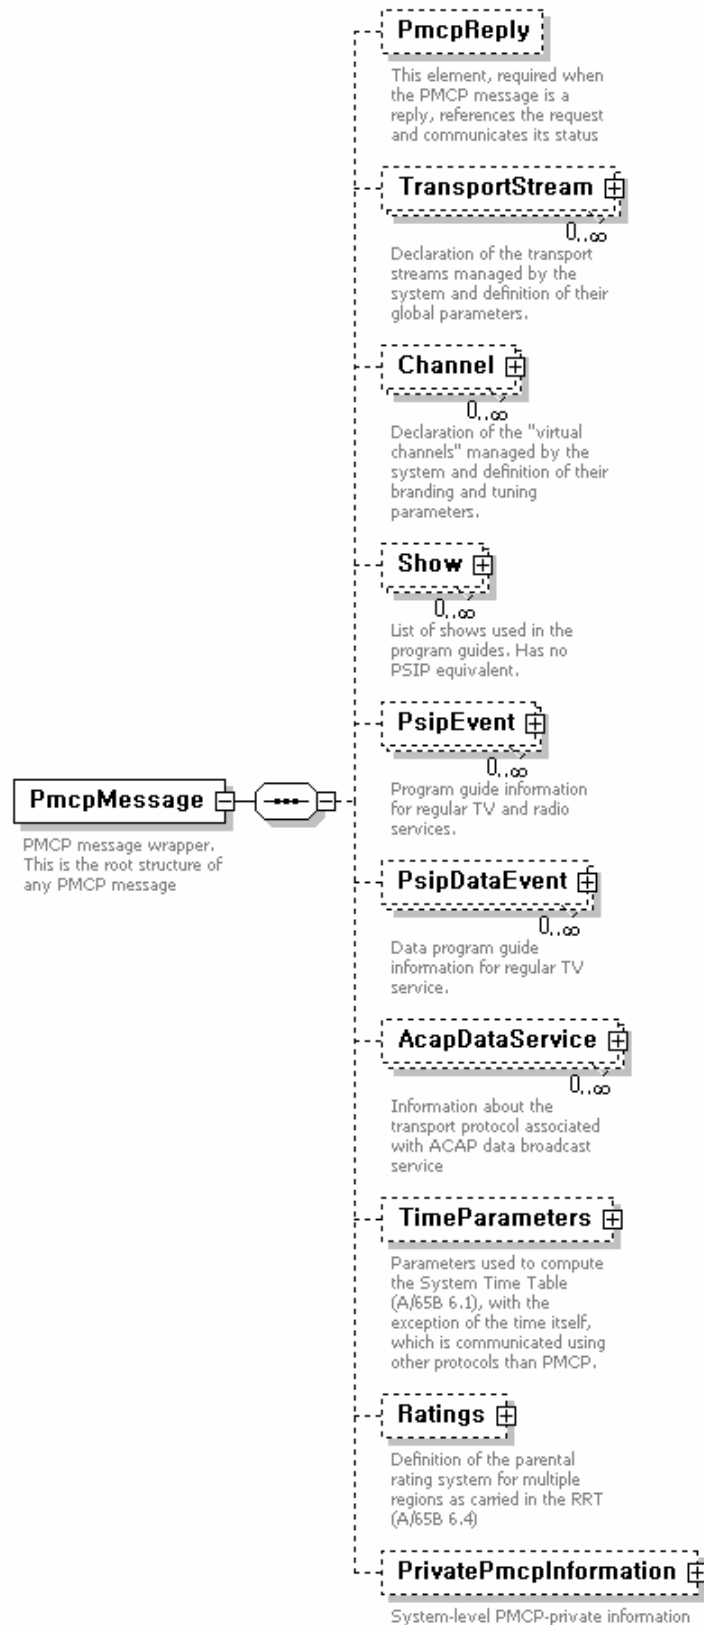 PmcpReply
This element, required when
the PMCP message is a
reply, references the request
and communicates its status
TransportStream
0..∞
Declaration of the transport
streams managed by the
system and definition of their
global parameters.
Channel
0..∞
Declaration of the "virtual
channels" managed by the
system and definition of their
branding and tuning
parameters.
Show
0..∞
List of shows used in the
program guides. Has no
PSIP equivalent.
PsipEvent
0..∞
Program guide information
for regular TV and radio
services.
PmcpMessage
PMCP message wrapper.
This is the root structure of
any PMCP message
PsipDataEvent
0..∞
Data program guide
information for regular TV
service.
AcapDataService
0..∞
Information about the
transport protocol associated
with ACAP data broadcast
service
TimeParameters
Parameters used to compute
the System Time Table
(A/65B 6.1), with the
exception of the time itself,
which is communicated using
other protocols than PMCP.
Ratings
Definition of the parental
rating system for multiple
regions as carried in the RRT
(A/65B 6.4)
PrivatePmcpInformation
System-level PMCP-private information